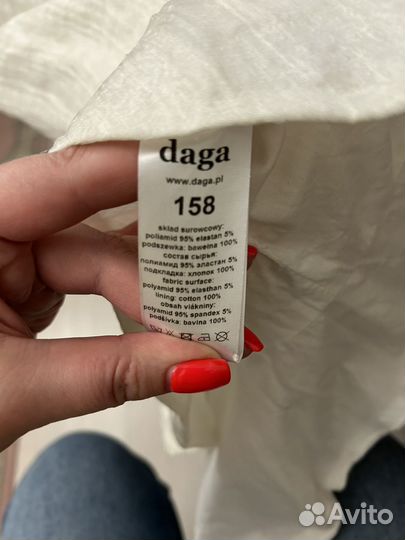 daga
www.daga.pl
158
skład surowcowy:
poliamid 95% elastan 5%
podszewka: bawełna 100%
состав сырья:
полиамид 95% эластан 5%
подкладка: хлопок 100%
fabric surface:
polyamid 95% elasthan 5%
lining: cotton 100%
obsah vlákniny:
polyamid 95% spandex 5%
podšívka: bavlna 100%
Avito